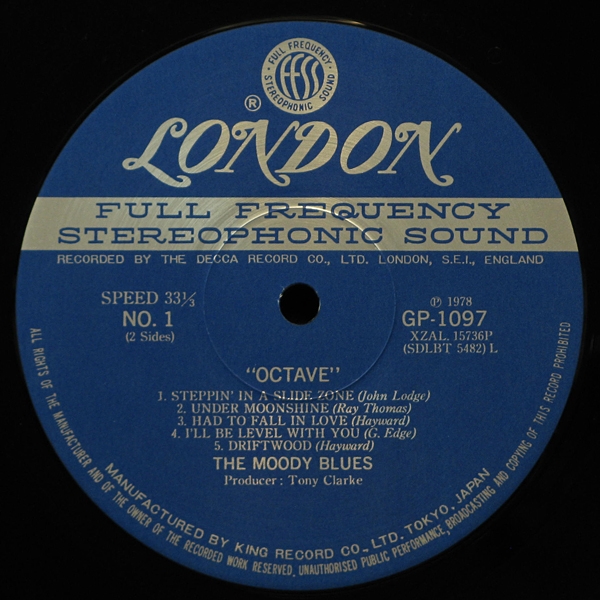 FULL FREQUENCY
FFSS
STEREOPHONIC SOUND
®
LONDON
FULL FREQUENCY
STEREOPHONIC SOUND
RECORDED BY THE DECCA RECORD CO., LTD. LONDON, S.E.I., ENGLAND
SPEED 33⅓
NO. 1
(2 Sides)
℗ 1978
GP-1097
XZAL. 15736P
(SDLBT 5482) L
"OCTAVE"
1. STEPPIN' IN A SLIDE ZONE (John Lodge)
2. UNDER MOONSHINE (Ray Thomas)
3. HAD TO FALL IN LOVE (Hayward)
4. I'LL BE LEVEL WITH YOU (G. Edge)
5. DRIFTWOOD (Hayward)
THE MOODY BLUES
Producer: Tony Clarke
MANUFACTURED BY KING RECORD CO., LTD. TOKYO, JAPAN
ALL RIGHTS OF THE MANUFACTURER AND OF THE OWNER OF THE RECORDED WORK RESERVED, UNAUTHORISED PUBLIC PERFORMANCE, BROADCASTING AND COPYING OF THIS RECORD PROHIBITED